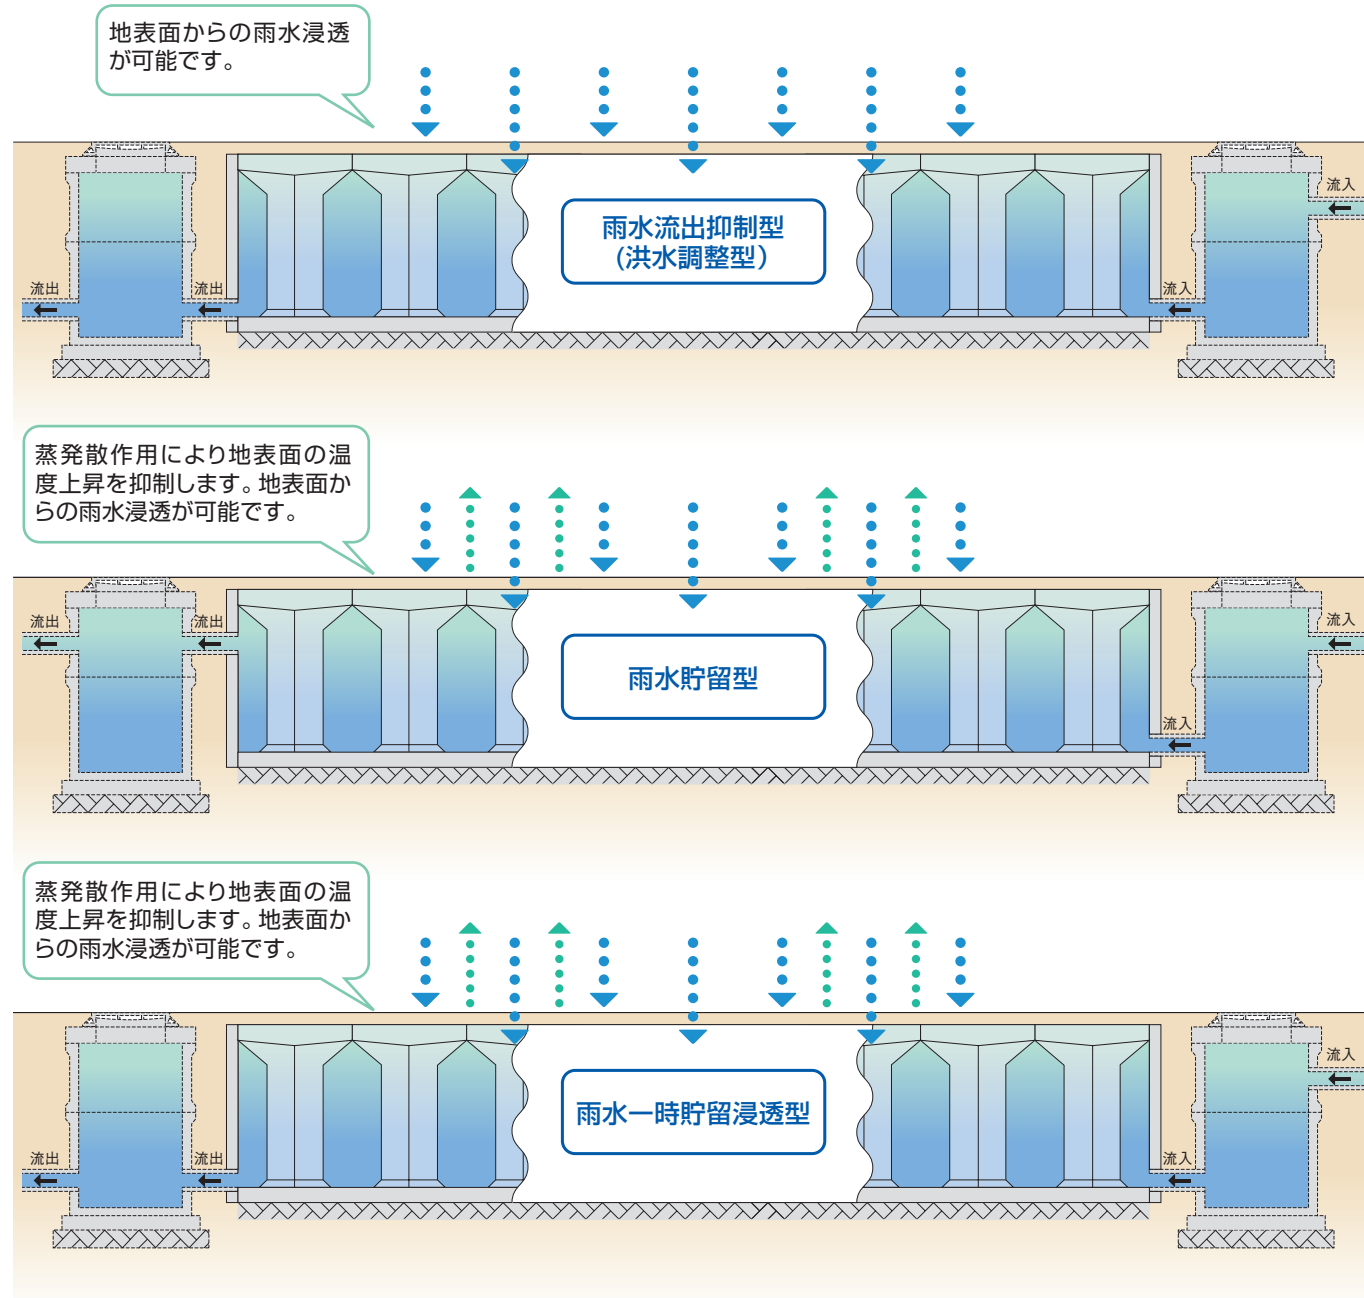 地表面からの雨水浸透
が可能です。
流入
雨水流出抑制型
(洪水調整型)
流出
流出
流入
蒸発散作用により地表面の温
度上昇を抑制します。地表面か
らの雨水浸透が可能です。
流出
流出
流入
雨水貯留型
流入
蒸発散作用により地表面の温
度上昇を抑制します。地表面か
らの雨水浸透が可能です。
流入
雨水一時貯留浸透型
流出
流出
流入